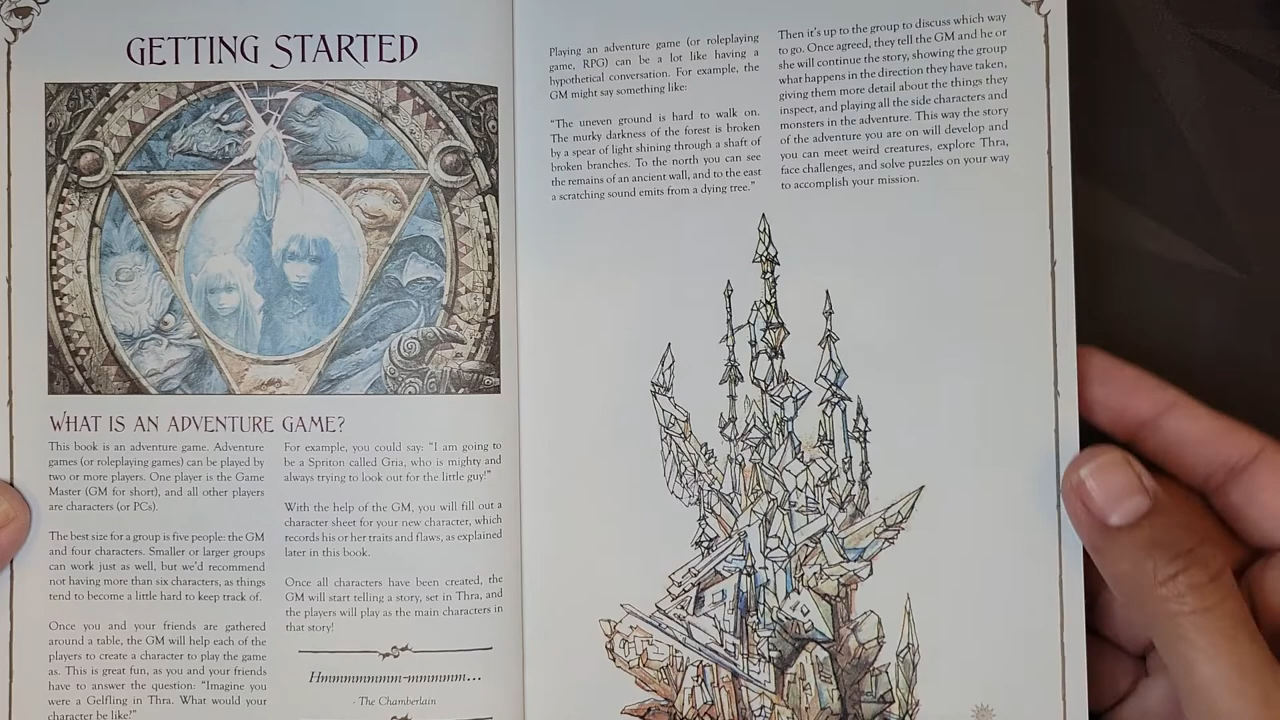 GETTING STARTED
WHAT IS AN ADVENTURE GAME?
This book is an adventure game. Adventure
games (or roleplaying games) can be played by
two or more players. One player is the Game
Master (GM for short), and all other players
are characters (or PCs).
The best size for a group is five people: the GM
and four characters. Smaller or larger groups
can work just as well, but we'd recommend
not having more than six characters, as things
tend to become a little hard to keep track of.
Once you and your friends are gathered
around a table, the GM will help each of the
players to create a character to play the game
as. This is great fun, as you and your friends
have to answer the question: "Imagine you
were a Gelfling in Thra. What would your
character be like?"
For example, you could say: "I am going to
be a Spriton called Gria, who is mighty and
always trying to look out for the little guy!"
With the help of the GM, you will fill out a
character sheet for your new character, which
records his or her traits and flaws, as explained
later in this book.
Once all characters have been created, the
GM will start telling a story, set in Thra, and
the players will play as the main characters in
that story!
Hmmmmmmm-mmmmm...
- The Chamberlain
Playing an adventure game (or roleplaying
game, RPG) can be a lot like having a
hypothetical conversation. For example, the
GM might say something like:
"The uneven ground is hard to walk on.
The murky darkness of the forest is broken
by a spear of light shining through a shaft of
broken branches. To the north you can see
the remains of an ancient wall, and to the east
a scratching sound emits from a dying tree."
Then it's up to the group to discuss which way
to go. Once agreed, they tell the GM and he or
she will continue the story, showing the group
what happens in the direction they have taken,
giving them more detail about the things they
inspect, and playing all the side characters and
monsters in the adventure. This way the story
of the adventure you are on will develop and
you can meet weird creatures, explore Thra,
face challenges, and solve puzzles on your way
to accomplish your mission.